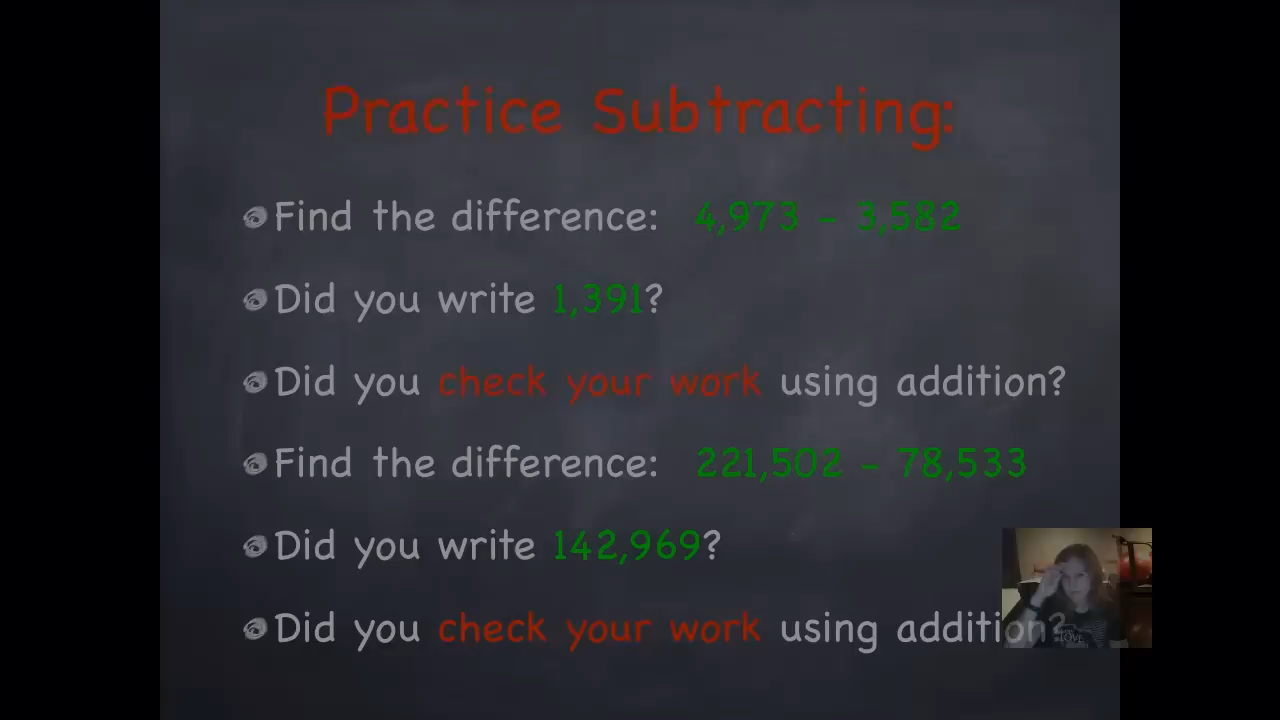 Practice Subtracting:
Find the difference: 4,973 – 3,582
Did you write 1,391?
Did you check your work using addition?
Find the difference: 221,502 – 78,533
Did you write 142,969?
Did you check your work using addition?
LOVE